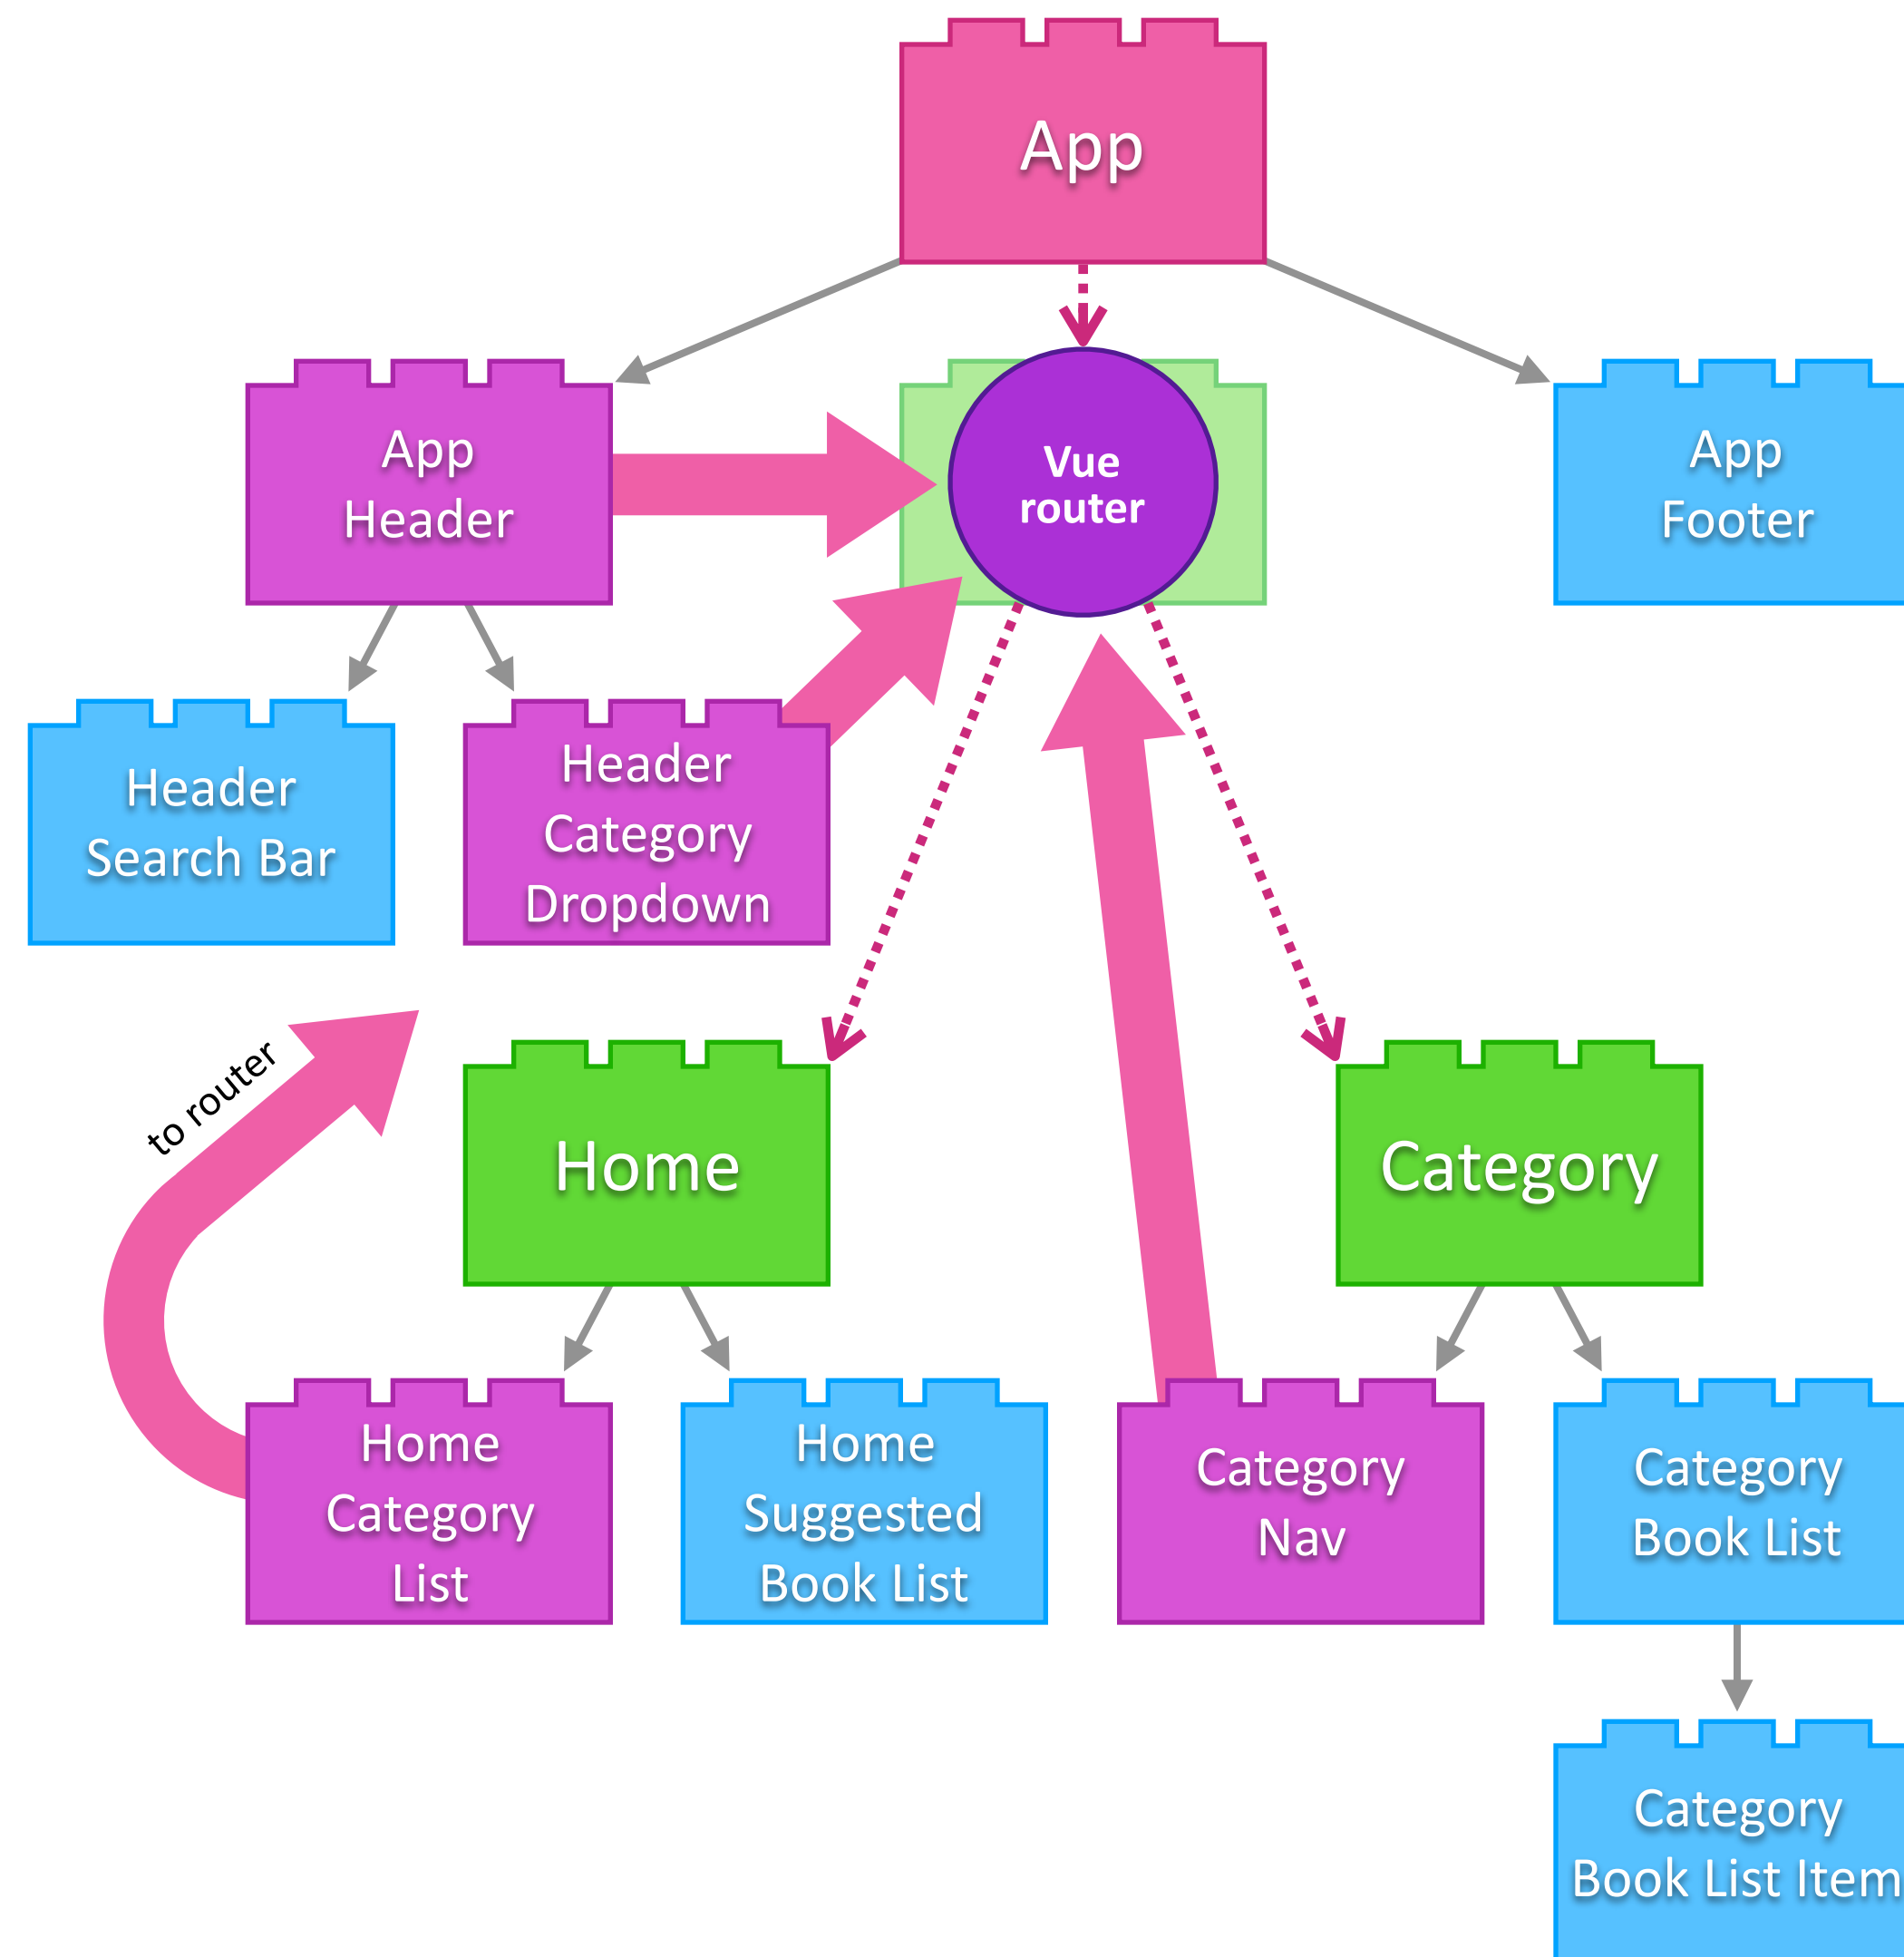 App
App
Header
Vue
router
App
Footer
Header
Search Bar
Header
Category
Dropdown
to router
Home
Category
Home
Category
List
Home
Suggested
Book List
Category
Nav
Category
Book List
Category
Book List Item